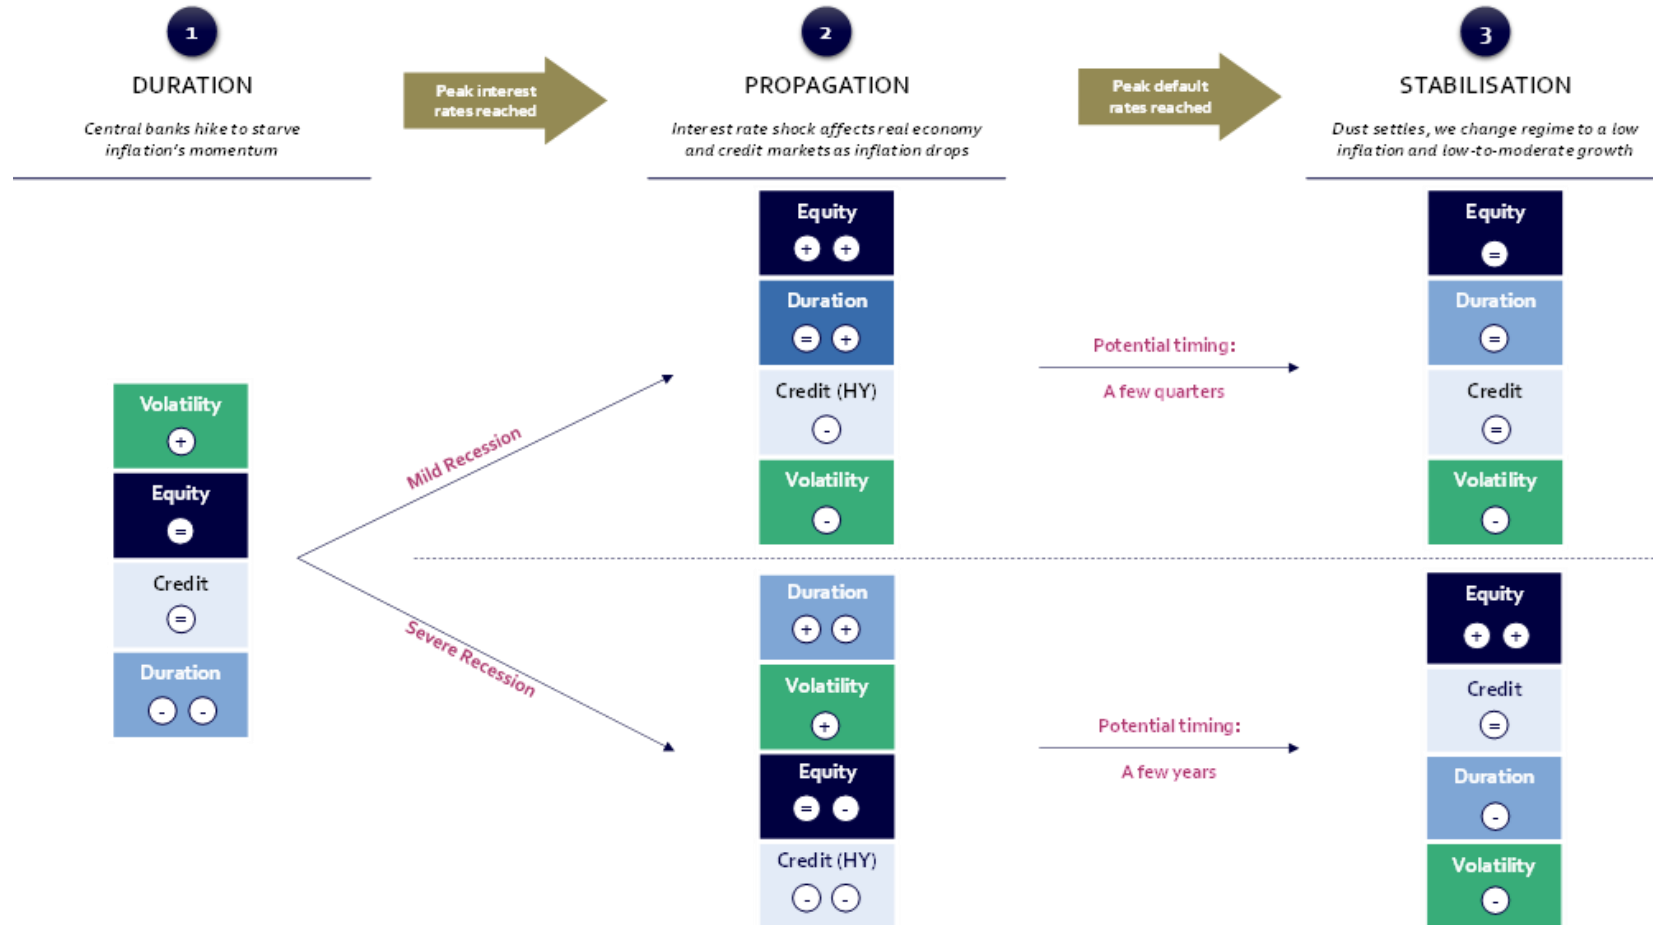 1
DURATION
Central banks hike to starve
inflation's momentum
Peak interest
rates reached
2
PROPAGATION
Interest rate shock affects real economy
and credit markets as inflation drops
Peak default
rates reached
3
STABILISATION
Dust settles, we change regime to a low
inflation and low-to-moderate growth
Volatility
+
Equity
=
Credit
=
Duration
- -
Mild Recession
Severe Recession
Equity
+ +
Duration
= +
Credit (HY)
-
Volatility
-
Potential timing:
A few quarters
Equity
=
Duration
=
Credit
=
Volatility
-
Duration
+ +
Volatility
+
Equity
= -
Credit (HY)
- -
Potential timing:
A few years
Equity
+ +
Credit
=
Duration
-
Volatility
-